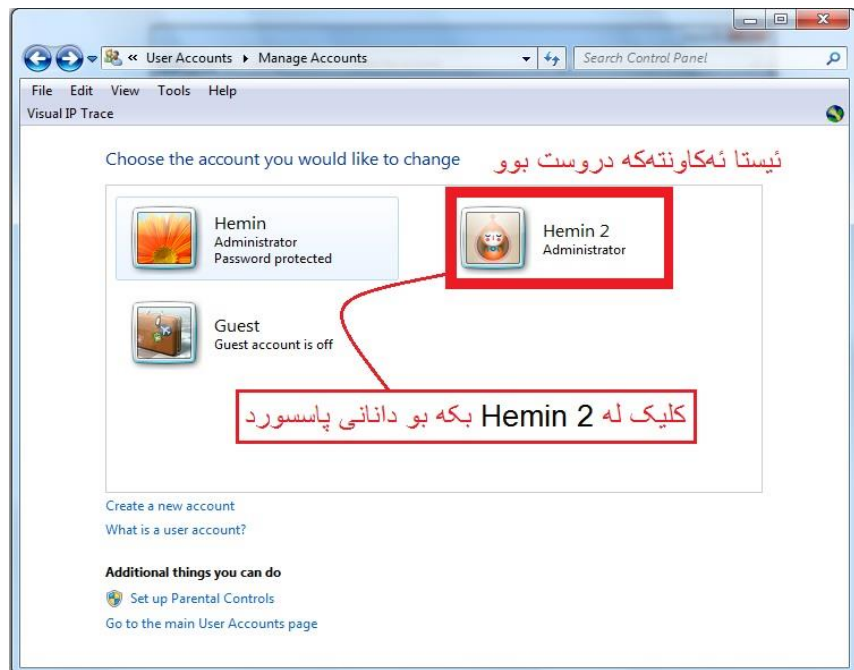 « User Accounts ▸ Manage Accounts
Search Control Panel
File Edit View Tools Help
Visual IP Trace
Choose the account you would like to change
ئیستا ئەکاونتەکە دروست بوو
Hemin
Administrator
Password protected
Hemin 2
Administrator
Guest
Guest account is off
کلیک لە Hemin 2 بکە بو دانانی پاسسورد
Create a new account
What is a user account?
Additional things you can do
Set up Parental Controls
Go to the main User Accounts page